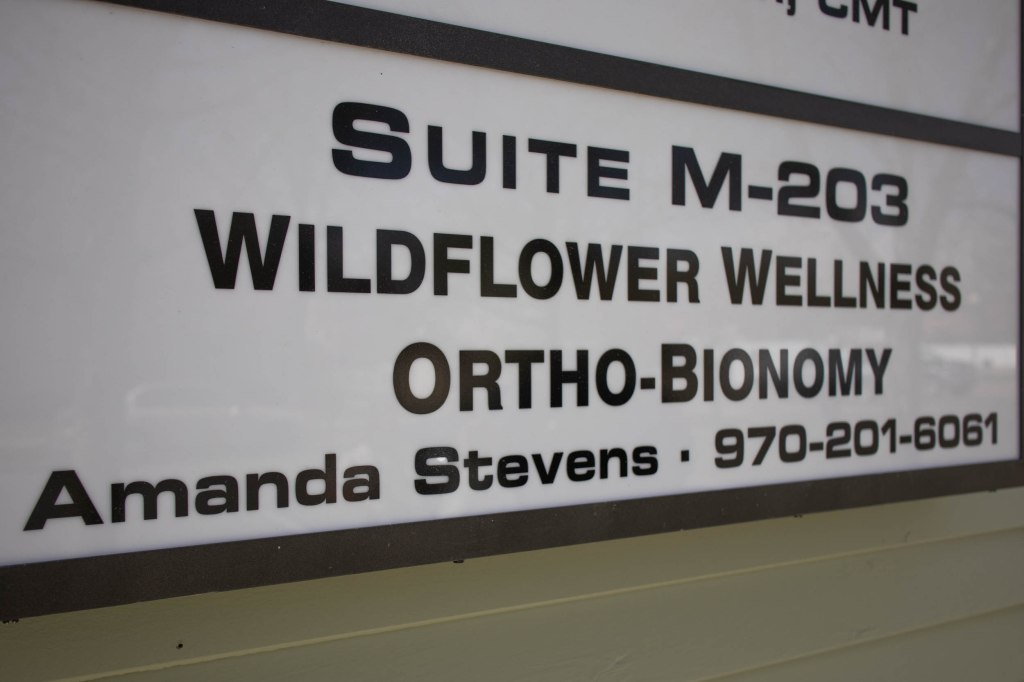 CMT
SUITE M-203
WILDFLOWER WELLNESS
ORTHO-BIONOMY
Amanda Stevens · 970-201-6061